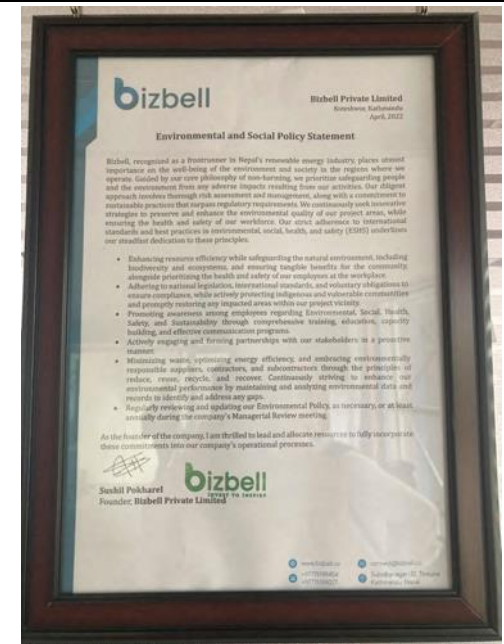 bizbell
Bizbell Private Limited
Koteshwor, Kathmandu
April, 2022
Environmental and Social Policy Statement
Bizbell, recognized as a frontrunner in Nepal's renewable energy industry, places utmost
importance on the well-being of the environment and society in the regions where we
operate. Guided by our core philosophy of non-harming, we prioritize safeguarding people
and the environment from any adverse impacts resulting from our activities. Our diligent
approach involves thorough risk assessment and management, along with a commitment to
sustainable practices that surpass regulatory requirements. We continuously seek innovative
strategies to preserve and enhance the environmental quality of our project areas, while
ensuring the health and safety of our workforce. Our strict adherence to international
standards and best practices in environmental, social, health, and safety (ESHS) underlines
our steadfast dedication to these principles.
• Enhancing resource efficiency while safeguarding the natural environment, including
biodiversity and ecosystems, and ensuring tangible benefits for the community,
alongside prioritizing the health and safety of our employees at the workplace.
• Adhering to national legislation, international standards, and voluntary obligations to
ensure compliance, while actively protecting indigenous and vulnerable communities
and promptly restoring any impacted areas within our project vicinity.
• Promoting awareness among employees regarding Environmental, Social, Health,
Safety, and Sustainability through comprehensive training, education, capacity
building, and effective communication programs.
• Actively engaging and forming partnerships with our stakeholders in a proactive
manner.
• Minimizing waste, optimizing energy efficiency, and embracing environmentally
responsible suppliers, contractors, and subcontractors through the principles of
reduce, reuse, recycle, and recover. Continuously striving to enhance our
environmental performance by maintaining and analyzing environmental data and
records to identify and address any gaps.
• Regularly reviewing and updating our Environmental Policy, as necessary, or at least
annually during the company's Managerial Review meeting.
As the founder of the company, I am thrilled to lead and allocate resources to fully incorporate
these commitments into our company's operational processes.
bizbell
INVEST TO INSPIRE
Sushil Pokharel
Founder, Bizbell Private Limited